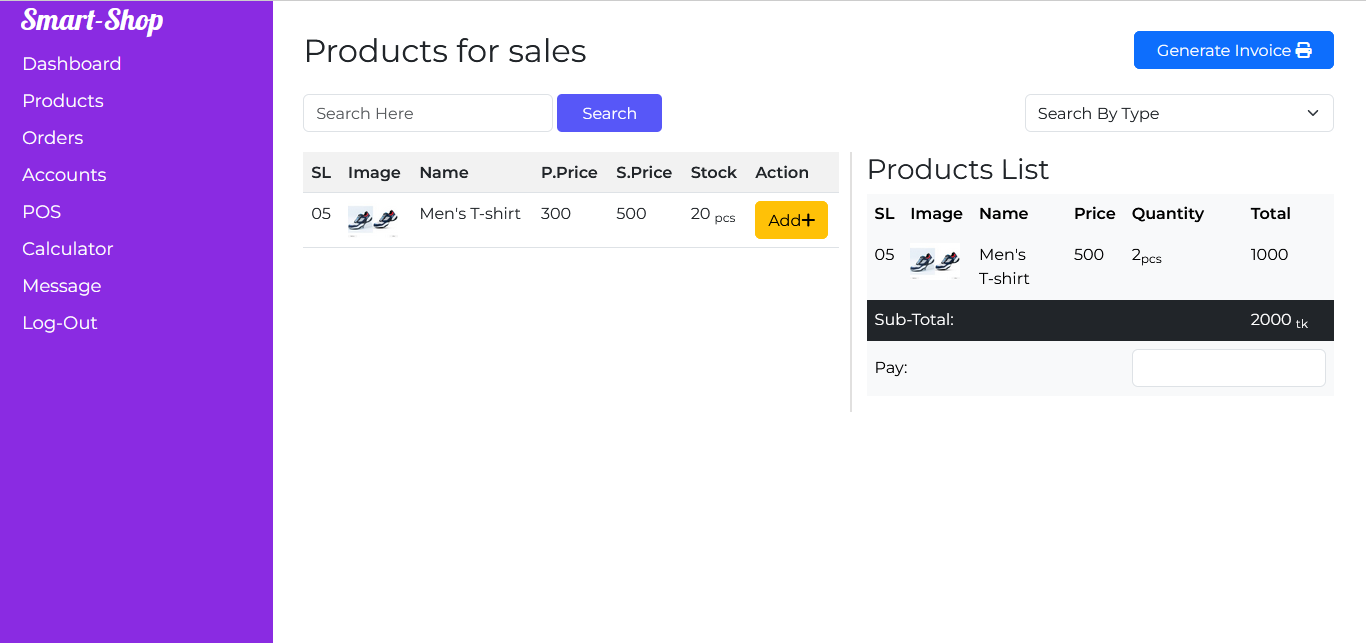 Smart-Shop
Dashboard
Products
Orders
Accounts
POS
Calculator
Message
Log-Out
Products for sales
Generate Invoice
Search Here
Search
Search By Type
SL Image Name P.Price S.Price Stock Action
05 Men's T-shirt 300 500 20 pcs Add+
Products List
SL Image Name Price Quantity Total
05 Men's 500 2pcs 1000
T-shirt
Sub-Total: 2000 tk
Pay: